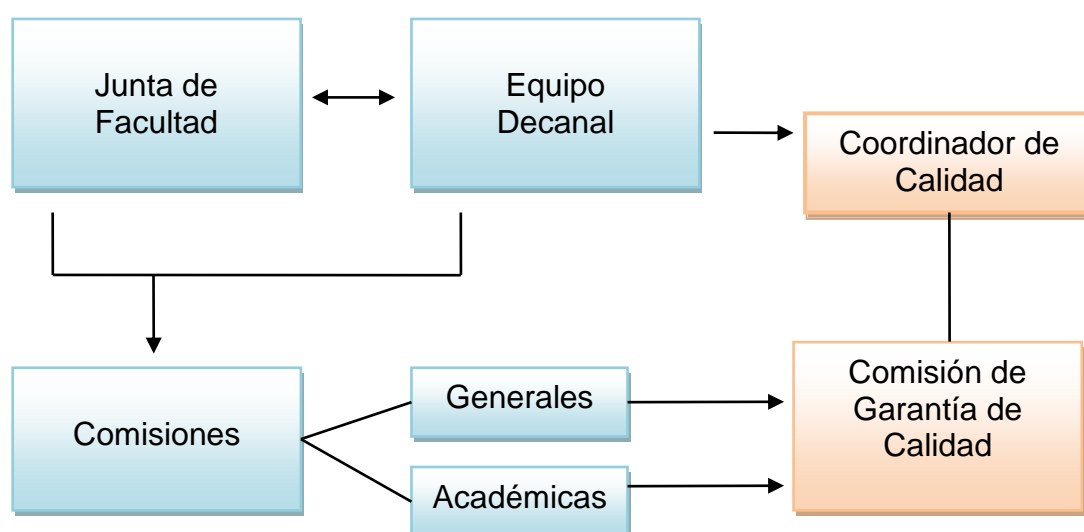 Junta de
Facultad
Equipo
Decanal
Coordinador de
Calidad
Comisiones
Generales
Académicas
Comisión de
Garantía de
Calidad